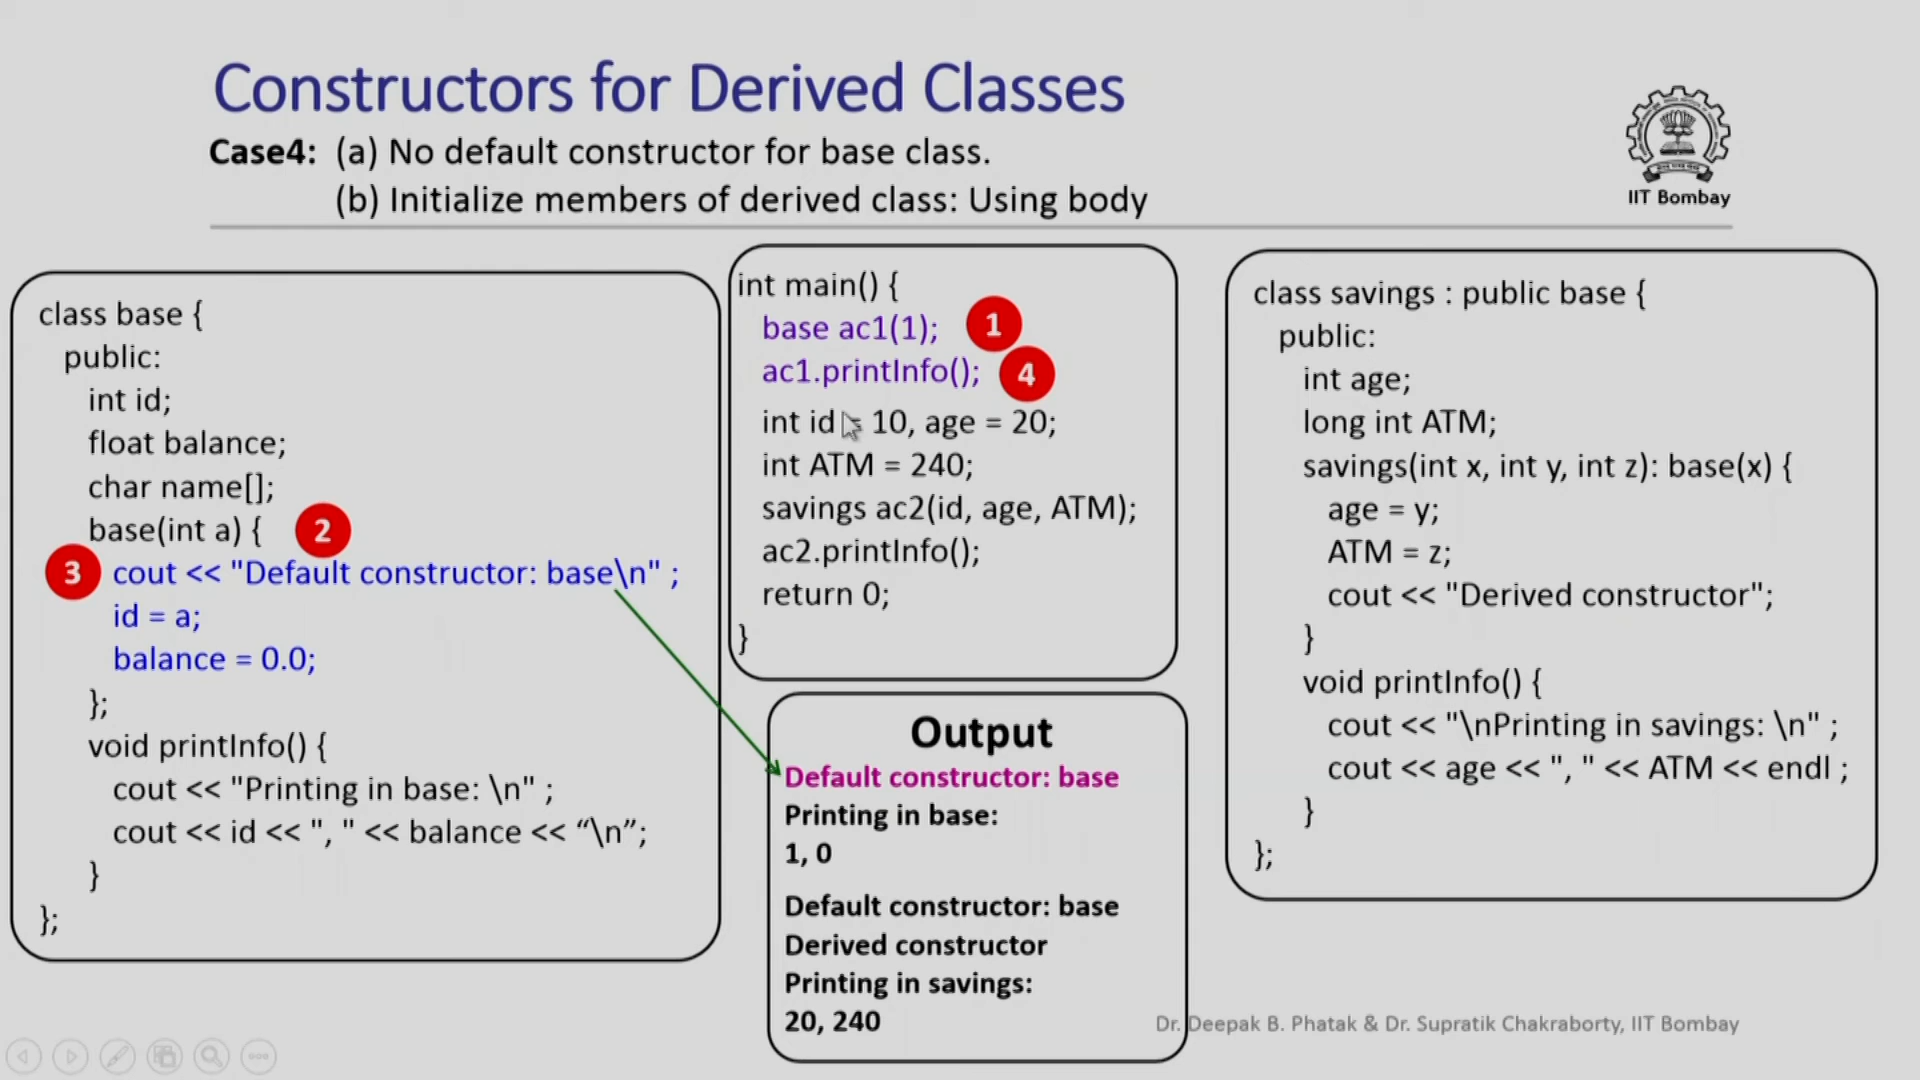 Constructors for Derived Classes
Case4: (a) No default constructor for base class.
(b) Initialize members of derived class: Using body
IIT Bombay
class base {
public:
int id;
float balance;
char name[];
base(int a) { 2
3 cout << "Default constructor: base\n" ;
id = a;
balance = 0.0;
};
void printInfo() {
cout << "Printing in base: \n" ;
cout << id << ", " << balance << “\n”;
}
};
int main() {
base ac1(1); 1
ac1.printInfo(); 4
int id = 10, age = 20;
int ATM = 240;
savings ac2(id, age, ATM);
ac2.printInfo();
return 0;
}
Output
Default constructor: base
Printing in base:
1, 0
Default constructor: base
Derived constructor
Printing in savings:
20, 240
class savings : public base {
public:
int age;
long int ATM;
savings(int x, int y, int z): base(x) {
age = y;
ATM = z;
cout << "Derived constructor";
}
void printInfo() {
cout << "\nPrinting in savings: \n" ;
cout << age << ", " << ATM << endl ;
}
};
Dr. Deepak B. Phatak & Dr. Supratik Chakraborty, IIT Bombay